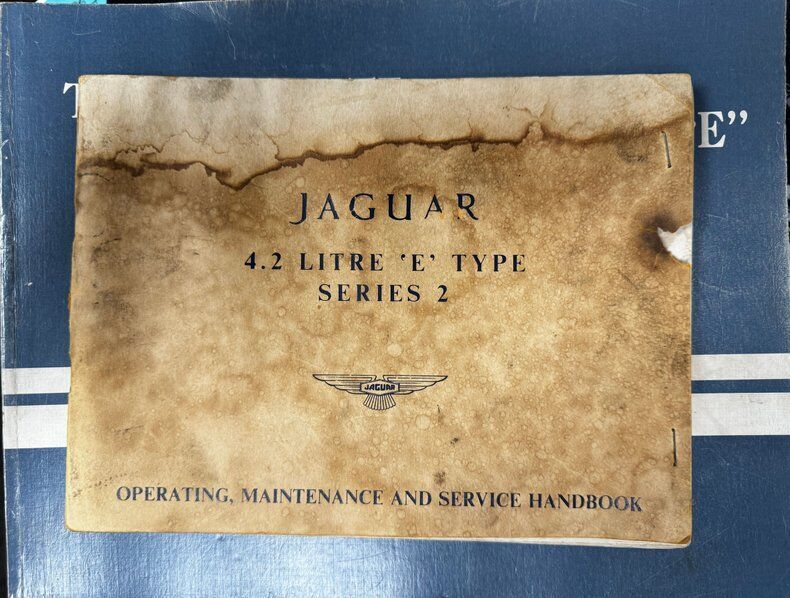 T
E”
JAGUAR
4.2 LITRE ‘E’ TYPE
SERIES 2
JAGUAR
OPERATING, MAINTENANCE AND SERVICE HANDBOOK